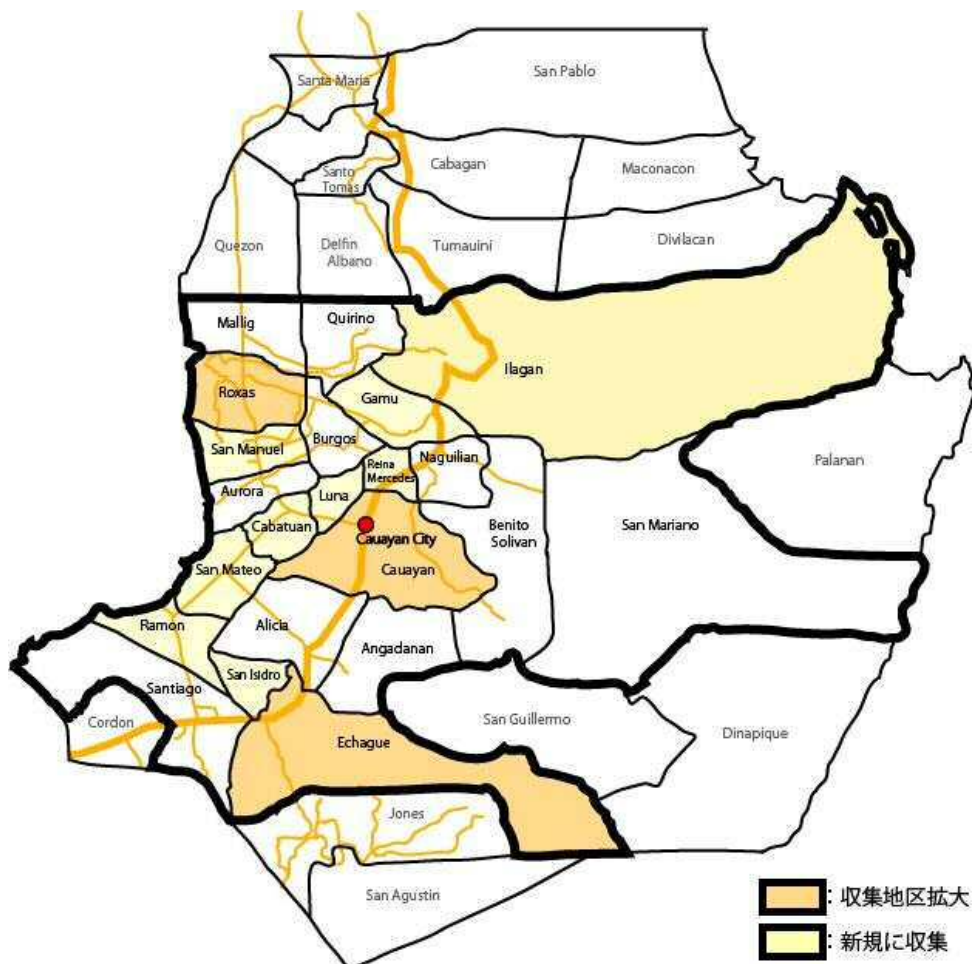 San Pablo
Santa Maria
Cabagan
Maconacon
Santo
Tomas
Quezon
Delfin
Albano
Tumauini
Divilacan
Mallig
Quirino
Ilagan
Roxas
Gamu
San Manuel
Burgos
Naguilian
Reina
Mercedes
Palanan
Aurora
Luna
Cabatuan
Benito
Solivan
San Mariano
Cauayan City
Cauayan
San Mateo
Ramon
Alicia
Angadanan
San Isidro
Santiago
Cordon
San Guillermo
Dinapique
Echague
Jones
San Agustin
: 収集地区拡大
: 新規に収集